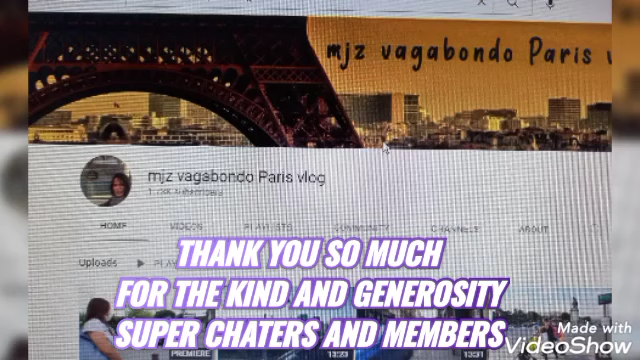 mjz vagabondo Paris v
mjz vagabondo Paris vlog
HOME VIDEOS PLAYLISTS COMMUNITY CHANNELS ABOUT
Uploads
THANK YOU SO MUCH
FOR THE KIND AND GENEROSITY
SUPER CHATERS AND MEMBERS
PREMIERE
Made with
VideoShow